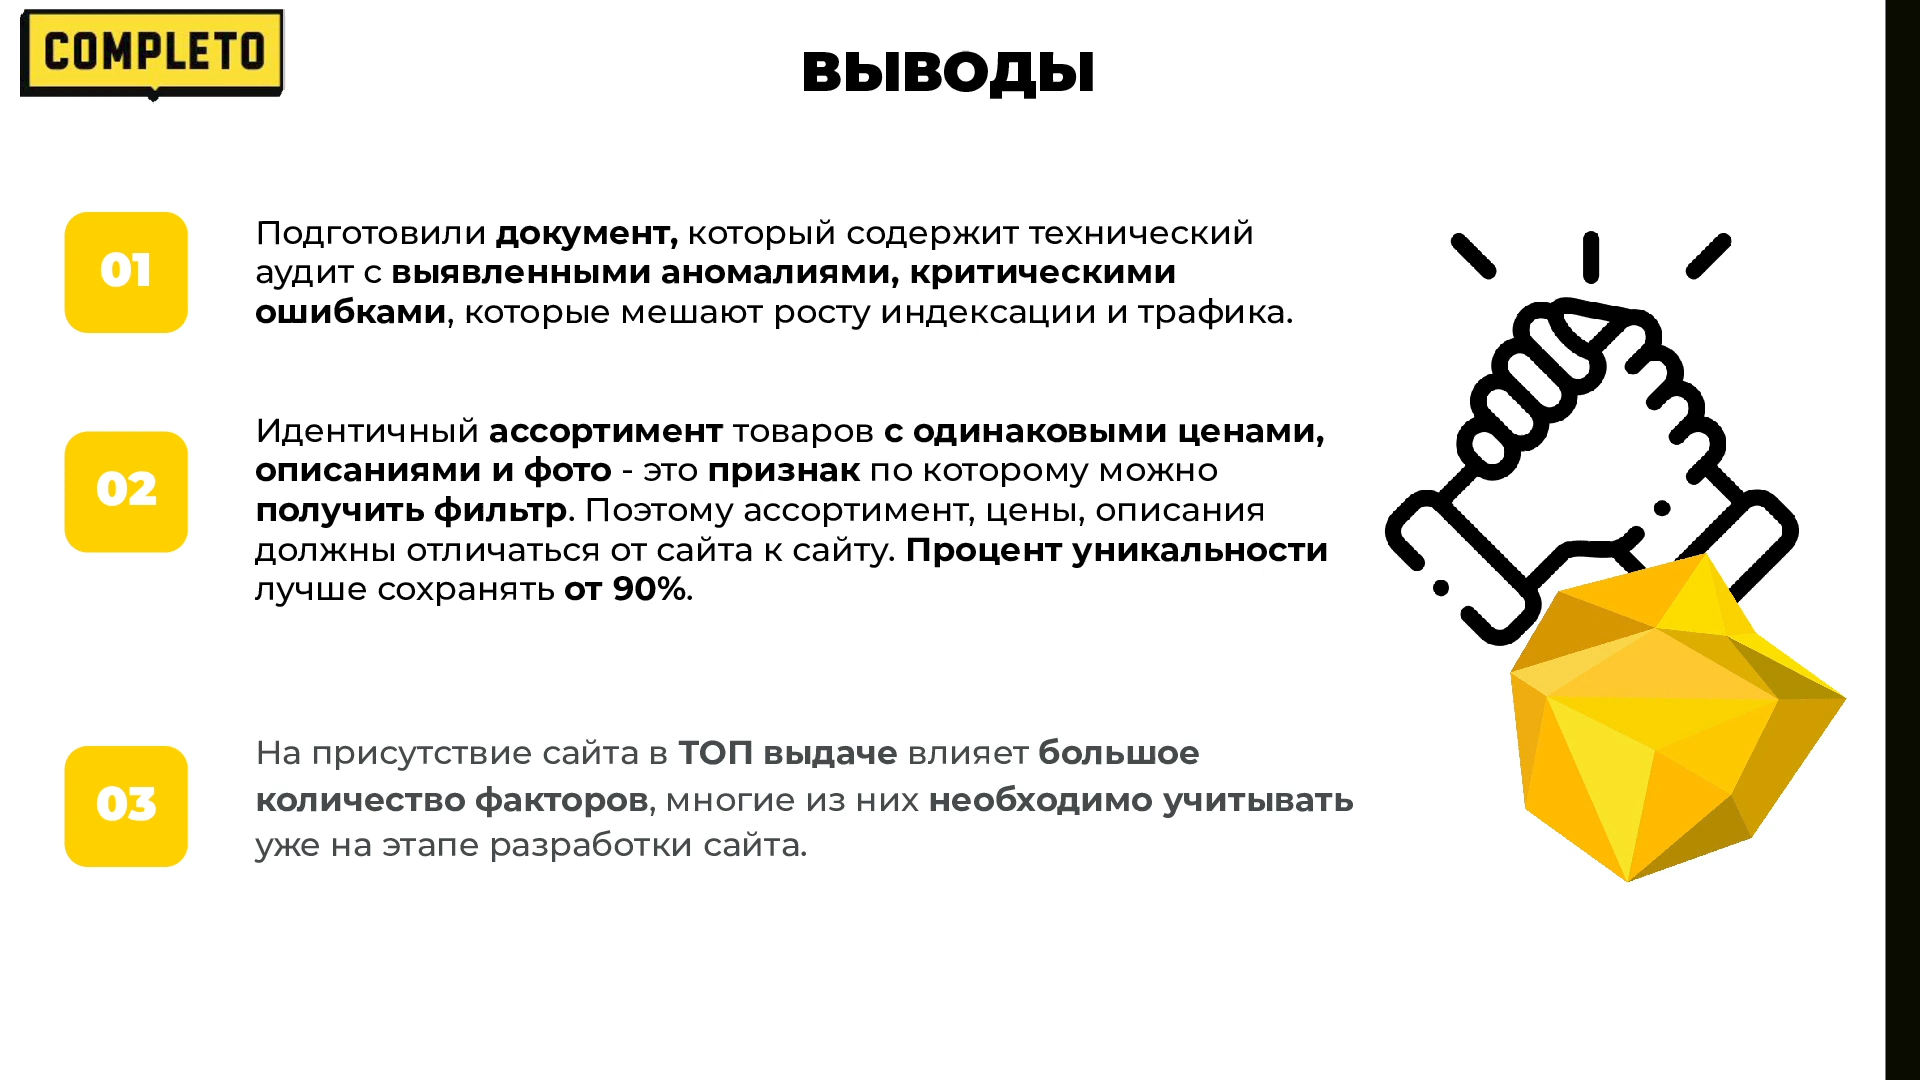 COMPLETO
ВЫВОДЫ
01
Подготовили документ, который содержит технический
аудит с выявленными аномалиями, критическими
ошибками, которые мешают росту индексации и трафика.
02
Идентичный ассортимент товаров с одинаковыми ценами,
описаниями и фото - это признак по которому можно
получить фильтр. Поэтому ассортимент, цены, описания
должны отличаться от сайта к сайту. Процент уникальности
лучше сохранять от 90%.
03
На присутствие сайта в ТОП выдаче влияет большое
количество факторов, многие из них необходимо учитывать
уже на этапе разработки сайта.